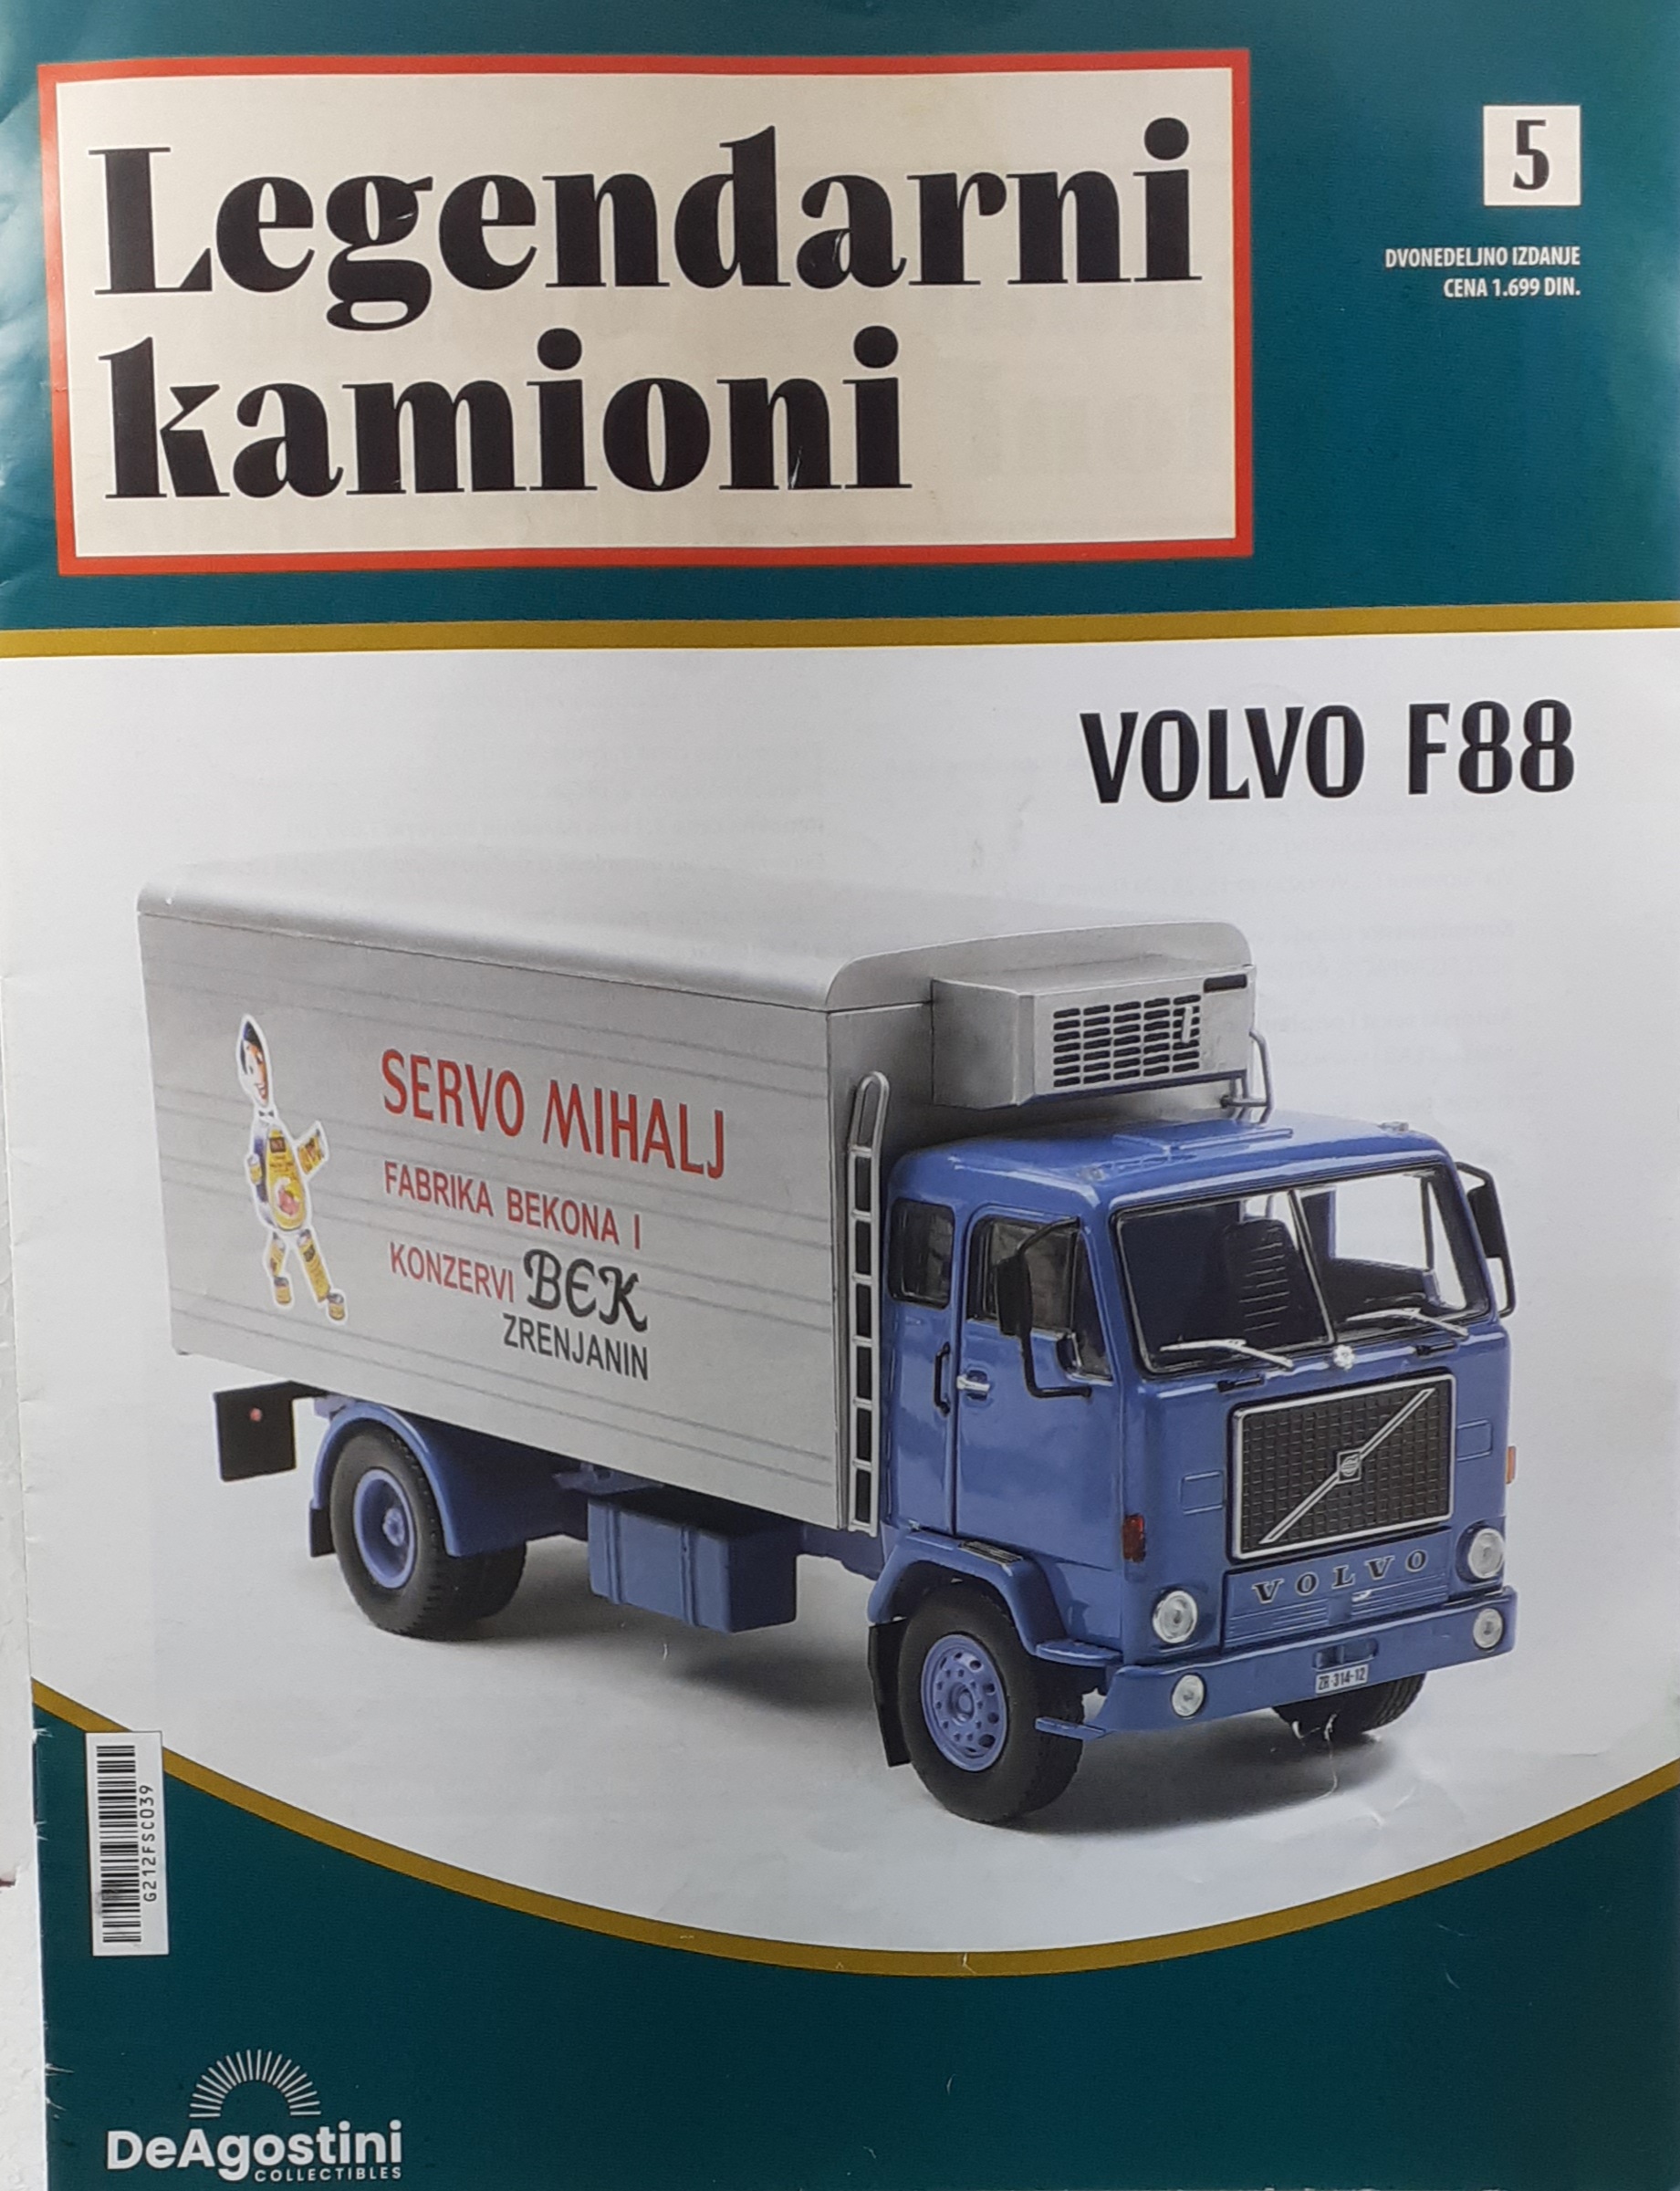 Legendarni
kamioni
5
DVONEDELJNO IZDANJE
CENA 1.699 DIN.
VOLVO F88
SERVO MIHALJ
FABRIKA BEKONA I
KONZERVI BEK
ZRENJANIN
VOLVO
ZR-314-12
G212FSC039
DeAgostini
COLLECTIBLES